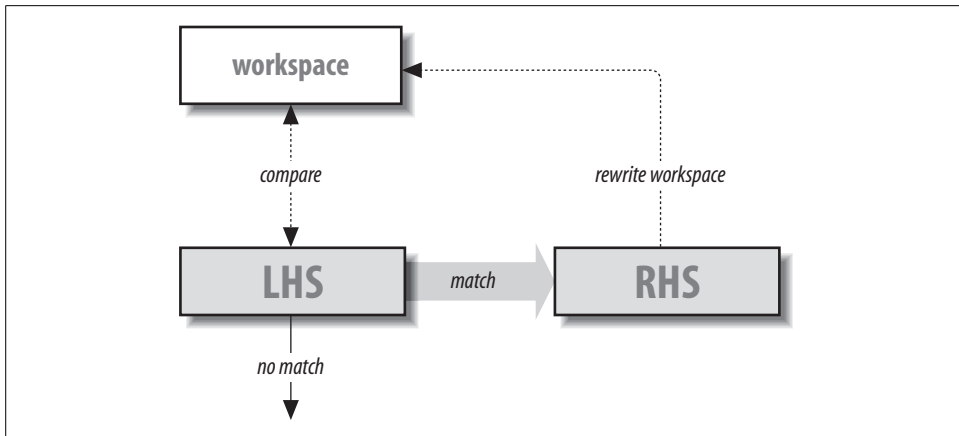 workspace
compare
rewrite workspace
LHS
match
RHS
no match